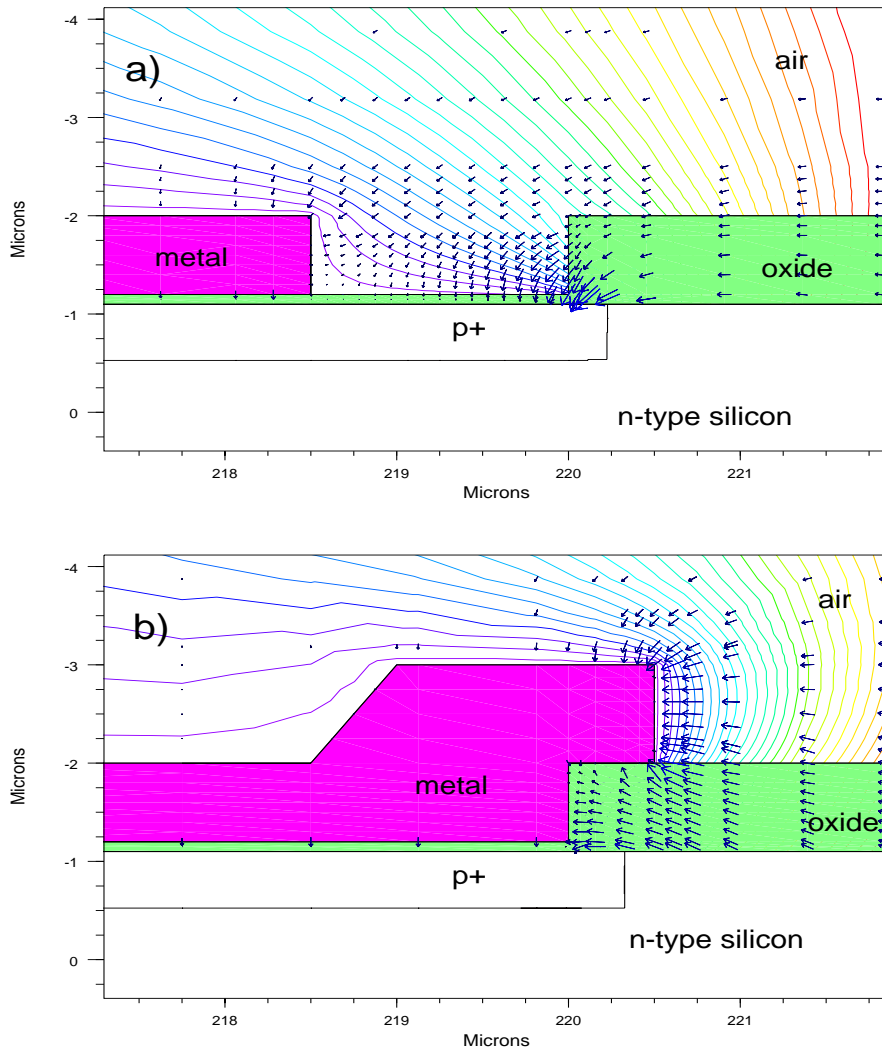 -4
a)
air
-3
Microns
-2
metal
oxide
-1
p+
0
n-type silicon
218
219
220
221
Microns
-4
b)
air
-3
Microns
-2
metal
oxide
-1
p+
n-type silicon
0
218
219
220
221
Microns